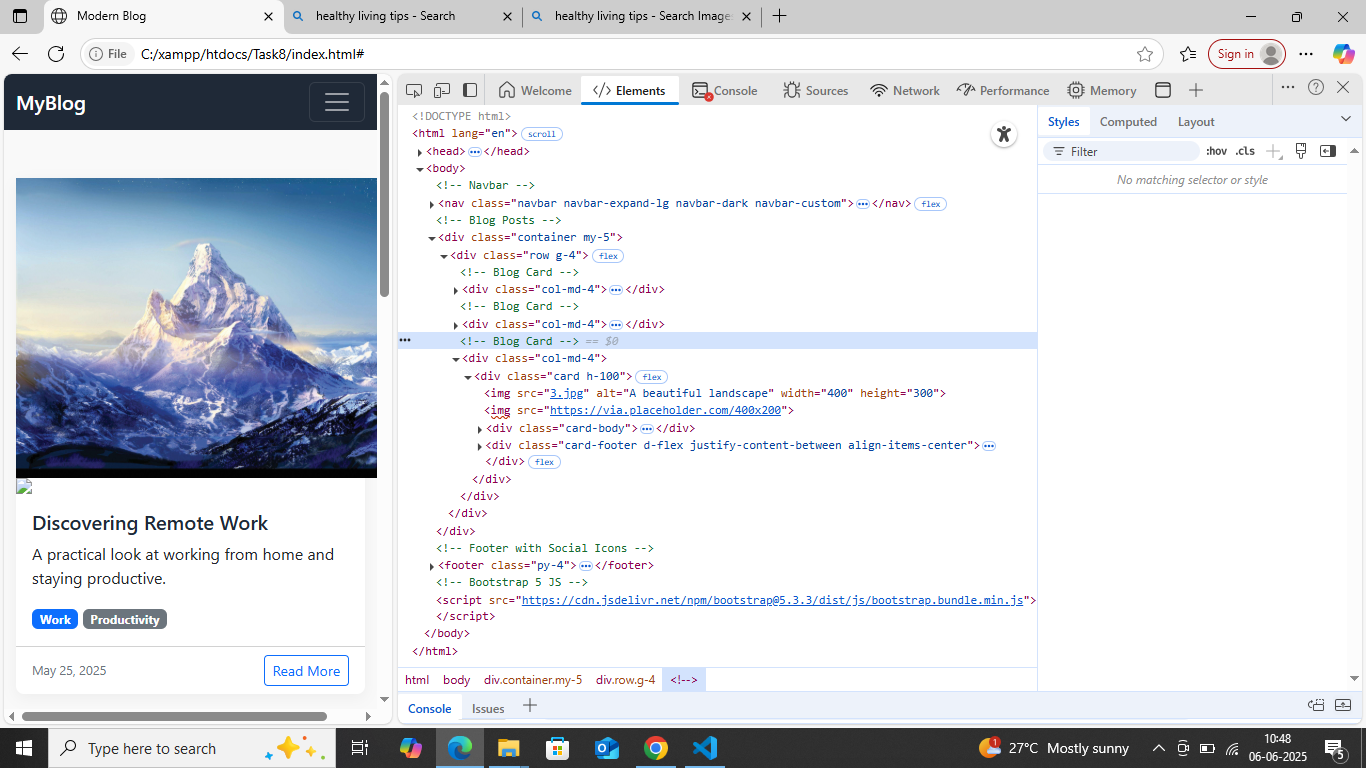 Modern Blog
healthy living tips - Search
healthy living tips - Search Images
File
C:/xampp/htdocs/Task8/index.html#
Sign in
MyBlog
Discovering Remote Work
A practical look at working from home and
staying productive.
Work Productivity
May 25, 2025
Read More
Welcome Elements Console Sources Network Performance Memory
<!DOCTYPE html>
<html lang="en"> scroll
<head> ••• </head>
<body>
<!-- Navbar -->
<nav class="navbar navbar-expand-lg navbar-dark navbar-custom"> ••• </nav> flex
<!-- Blog Posts -->
<div class="container my-5">
<div class="row g-4"> flex
<!-- Blog Card -->
<div class="col-md-4"> ••• </div>
<!-- Blog Card -->
<div class="col-md-4"> ••• </div>
<!-- Blog Card --> == $0
<div class="col-md-4">
<div class="card h-100"> flex
<img src="3.jpg" alt="A beautiful landscape" width="400" height="300">
<img src="https://via.placeholder.com/400x200">
<div class="card-body"> ••• </div>
<div class="card-footer d-flex justify-content-between align-items-center"> •••
</div> flex
</div>
</div>
</div>
</div>
<!-- Footer with Social Icons -->
<footer class="py-4"> ••• </footer>
<!-- Bootstrap 5 JS -->
<script src="https://cdn.jsdelivr.net/npm/bootstrap@5.3.3/dist/js/bootstrap.bundle.min.js">
</script>
</body>
</html>
html body div.container.my-5 div.row.g-4 <!-->
Console Issues
Styles Computed Layout
Filter :hov .cls
No matching selector or style
Type here to search
1
27°C Mostly sunny
10:48
06-06-2025
5